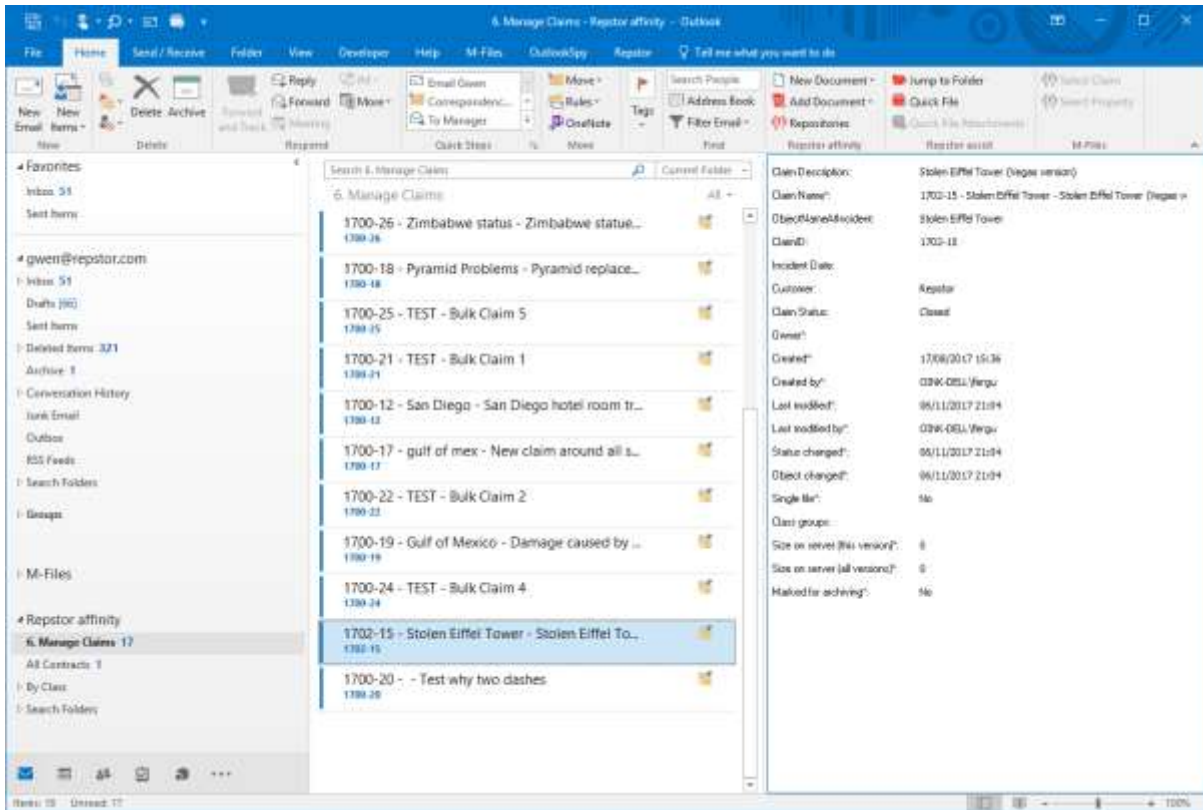 6. Manage Claims - Repstor affinity - Outlook
File Home Send / Receive Folder View Developer Help M-Files OutlookSpy Repstor Tell me what you want to do
New Email
New Items
New
Delete Archive
Delete
Reply
Forward
Meeting
More
Respond
Email Gwen
Correspondenc...
To Manager
Quick Steps
Move
Rules
OneNote
Move
Tags
Search People
Address Book
Filter Email
Find
New Document
Add Document
Repositories
Repstor affinity
Jump to Folder
Quick File
Quick File Attachments
Repstor assist
Select Claim
Select Property
M-Files
Favorites
Inbox 51
Sent Items
gwen@repstor.com
Inbox 51
Drafts [66]
Sent Items
Deleted Items 321
Archive 1
Conversation History
Junk Email
Outbox
RSS Feeds
Search Folders
Groups
M-Files
Repstor affinity
6. Manage Claims 17
All Contracts 1
By Class
Search Folders
Search 6. Manage Claims
Current Folder
6. Manage Claims
All
1700-26 - Zimbabwe status - Zimbabwe statue...
1700-26
1700-18 - Pyramid Problems - Pyramid replace...
1700-18
1700-25 - TEST - Bulk Claim 5
1700-25
1700-21 - TEST - Bulk Claim 1
1700-21
1700-12 - San Diego - San Diego hotel room tr...
1700-12
1700-17 - gulf of mex - New claim around all s...
1700-17
1700-22 - TEST - Bulk Claim 2
1700-22
1700-19 - Gulf of Mexico - Damage caused by ...
1700-19
1700-24 - TEST - Bulk Claim 4
1700-24
1702-15 - Stolen Eiffel Tower - Stolen Eiffel To...
1702-15
1700-20 - - Test why two dashes
1700-20
Claim Description: Stolen Eiffel Tower (Vegas version)
Claim Name*: 1702-15 - Stolen Eiffel Tower - Stolen Eiffel Tower (Vegas v
ObjectNameAdincident: Stolen Eiffel Tower
ClaimID:
Incident Date:
Customer: Repstor
Claim Status: Closed
Owner*:
Created*: 17/08/2017 15:36
Created by*:
Last modified*: 06/11/2017 21:04
Last modified by*:
Status changed*: 06/11/2017 21:04
Object changed*: 06/11/2017 21:04
Single file*: No
Class groups:
Size on server (this version)*: 0
Size on server (all versions)*: 0
Marked for archiving*: No
Unread: 17
100%